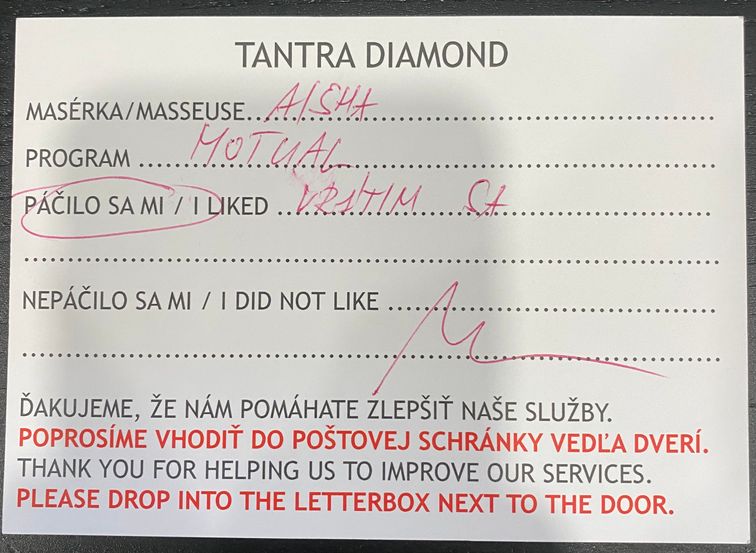 TANTRA DIAMOND
MASÉRKA/MASSEUSE..AISHA..........................................
PROGRAM .....MOTUAL..........................................
PÁČILO SA MI / I LIKED ...VRATIM SA..........................
..........................................................................................
NEPÁČILO SA MI / I DID NOT LIKE ..........................................
..........................................................................................
ĎAKUJEME, ŽE NÁM POMÁHATE ZLEPŠIŤ NAŠE SLUŽBY.
POPROSÍME VHODIŤ DO POŠTOVEJ SCHRÁNKY VEDĽA DVERÍ.
THANK YOU FOR HELPING US TO IMPROVE OUR SERVICES.
PLEASE DROP INTO THE LETTERBOX NEXT TO THE DOOR.